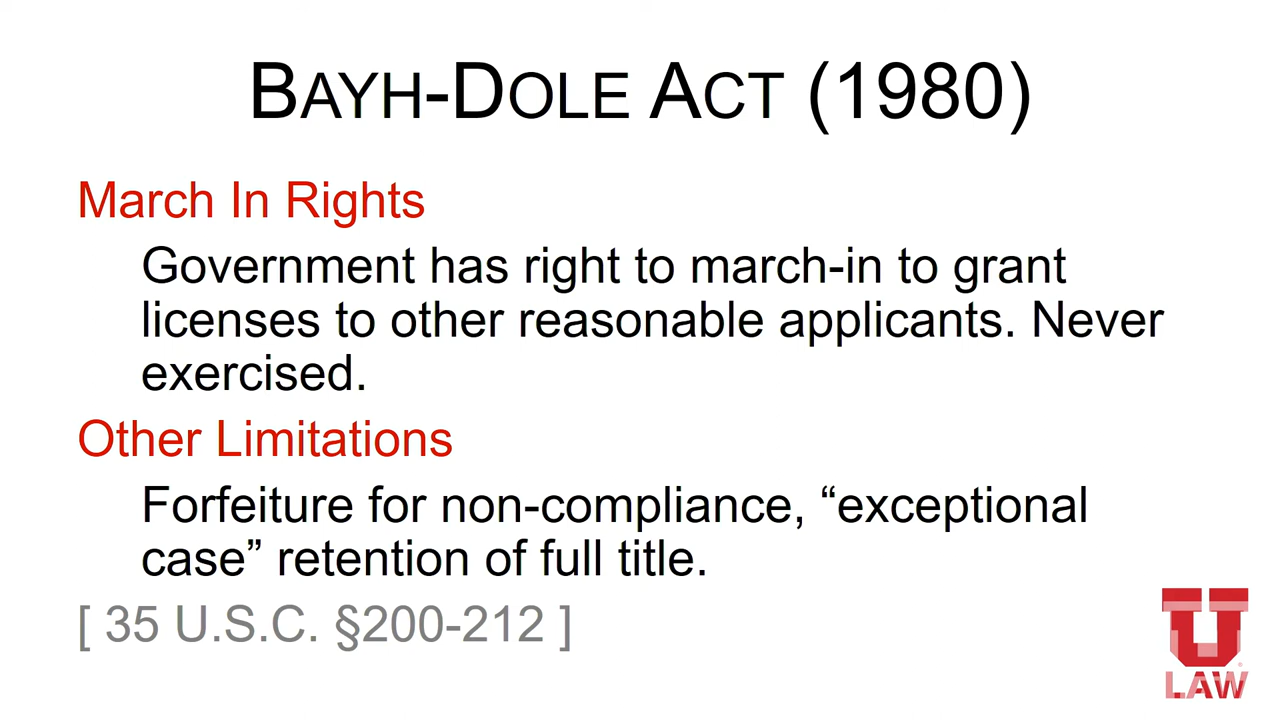 BAYH-DOLE ACT (1980)
March In Rights
Government has right to march-in to grant
licenses to other reasonable applicants. Never
exercised.
Other Limitations
Forfeiture for non-compliance, “exceptional
case” retention of full title.
[ 35 U.S.C. §200-212 ]
U
LAW